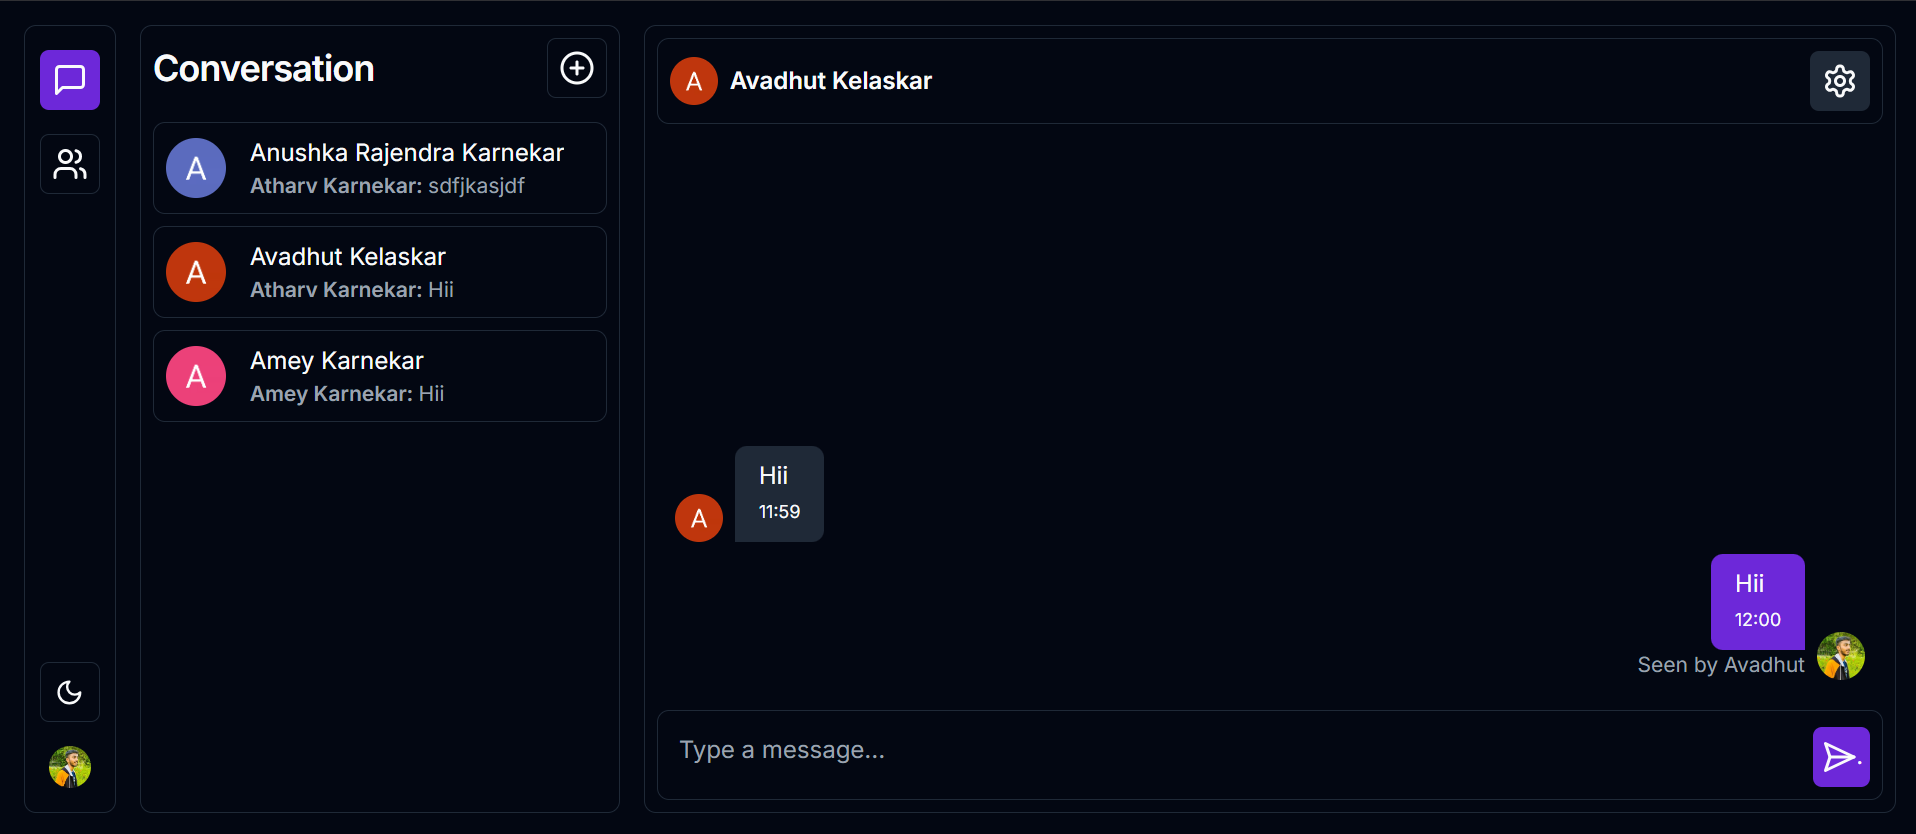 Conversation
A
Anushka Rajendra Karnekar
Atharv Karnekar: sdfjkasjdf
A
Avadhut Kelaskar
Atharv Karnekar: Hii
A
Amey Karnekar
Amey Karnekar: Hii
A
Avadhut Kelaskar
A
Hii
11:59
Hii
12:00
Seen by Avadhut
Type a message...